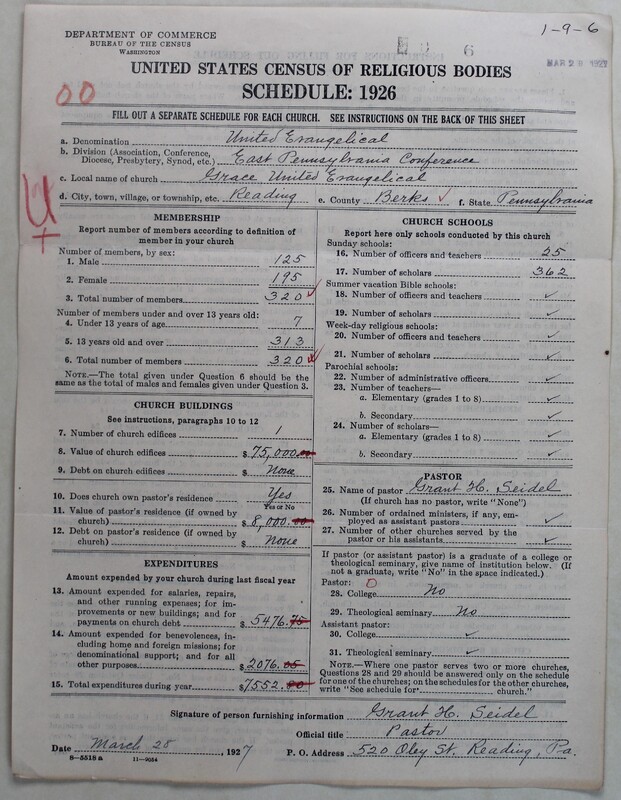 1-9-6
DEPARTMENT OF COMMERCE
BUREAU OF THE CENSUS
WASHINGTON
6
MAR 29 1927
UNITED STATES CENSUS OF RELIGIOUS BODIES
SCHEDULE: 1926
00
FILL OUT A SEPARATE SCHEDULE FOR EACH CHURCH. SEE INSTRUCTIONS ON THE BACK OF THIS SHEET
a. Denomination United Evangelical
b. Division (Association, Conference, Diocese, Presbytery, Synod, etc.) East Pennsylvania Conference
c. Local name of church Grace United Evangelical
d. City, town, village, or township, etc. Reading e. County Berks ✓ f. State Pennsylvania
U
+
MEMBERSHIP
Report number of members according to definition of
member in your church
Number of members, by sex:
1. Male 125
2. Female 195
3. Total number of members 320 ✓
Number of members under and over 13 years old:
4. Under 13 years of age 7
5. 13 years old and over 313
6. Total number of members 320 ✓
NOTE.—The total given under Question 6 should be the
same as the total of males and females given under Question 3.
CHURCH BUILDINGS
See instructions, paragraphs 10 to 12
7. Number of church edifices 1
8. Value of church edifices $ 75,000.00
9. Debt on church edifices $ None
10. Does church own pastor's residence Yes
Yes or No
11. Value of pastor's residence (if owned by
church) $ 8,000.00
12. Debt on pastor's residence (if owned by
church) $ None
EXPENDITURES
Amount expended by your church during last fiscal year
13. Amount expended for salaries, repairs,
and other running expenses; for im-
provements or new buildings; and for
payments on church debt $ 5476.75
14. Amount expended for benevolences, in-
cluding home and foreign missions; for
denominational support; and for all
other purposes $ 2076.05
15. Total expenditures during year $ 7552.80
CHURCH SCHOOLS
Report here only schools conducted by this church
Sunday schools:
16. Number of officers and teachers 25
17. Number of scholars 362
Summer vacation Bible schools:
18. Number of officers and teachers ✓
19. Number of scholars ✓
Week-day religious schools:
20. Number of officers and teachers ✓
21. Number of scholars ✓
Parochial schools:
22. Number of administrative officers ✓
23. Number of teachers—
a. Elementary (grades 1 to 8) ✓
b. Secondary ✓
24. Number of scholars—
a. Elementary (grades 1 to 8) ✓
b. Secondary ✓
PASTOR
25. Name of pastor Grant H. Seidel
(If church has no pastor, write "None")
26. Number of ordained ministers, if any, em-
ployed as assistant pastors ✓
27. Number of other churches served by the
pastor or his assistants ✓
If pastor (or assistant pastor) is a graduate of a college or
theological seminary, give name of institution below. (If
not a graduate, write "No" in the space indicated.)
Pastor: 0
28. College No
29. Theological seminary No
Assistant pastor:
30. College ✓
31. Theological seminary ✓
NOTE.—Where one pastor serves two or more churches,
Questions 28 and 29 should be answered only on the schedule
for one of the churches; on the schedules for the other churches,
write "See schedule for church."
Signature of person furnishing information Grant H. Seidel
Official title Pastor
Date March 28, 1927 P. O. Address 520 Oley St. Reading, Pa.
8—5518 a 11—9054